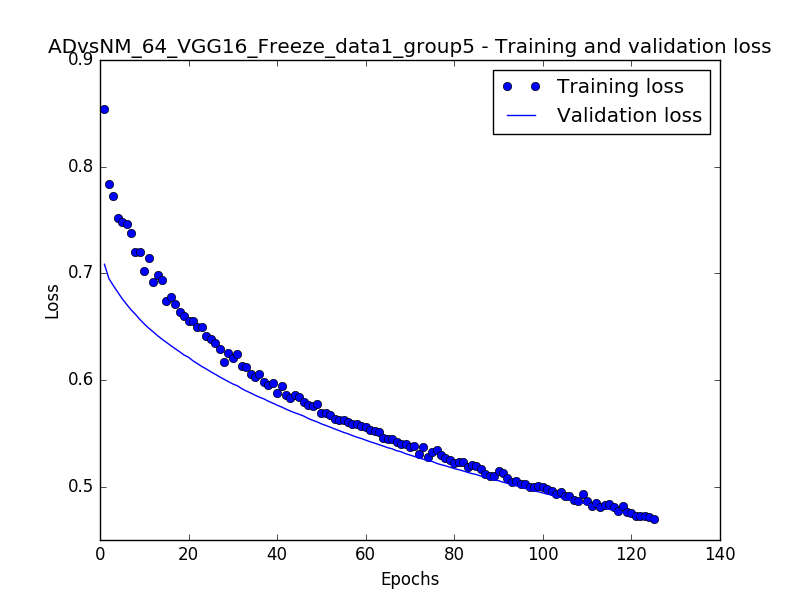 ADvsNM_64_VGG16_Freeze_data1_group5 - Training and validation loss
0.9
Training loss
Validation loss
0.8
0.7
Loss
0.6
0.5
0 20 40 60 80 100 120 140
Epochs